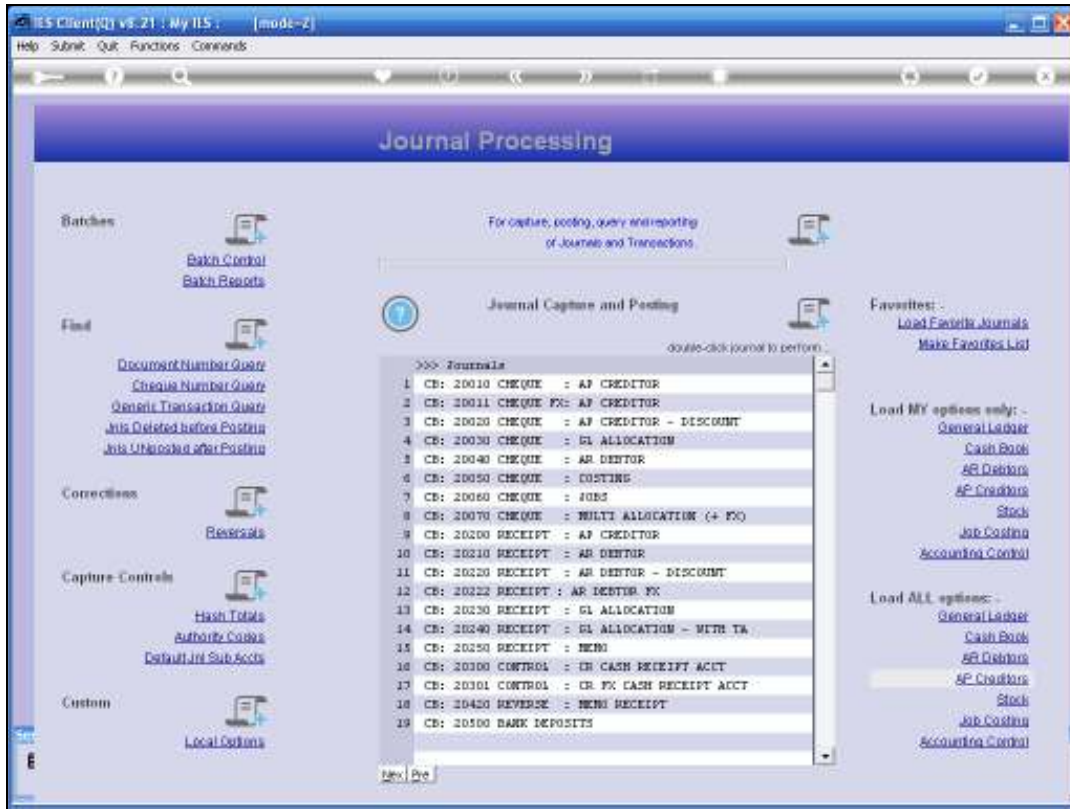 IES Client(Q) v8.21 : My IES : [mode=2]
Help Submit Quit Functions Commands
Journal Processing
Batches
Batch Control
Batch Reports
Find
Document Number Query
Cheque Number Query
Generic Transaction Query
Jnls Deleted before Posting
Jnls UNposted after Posting
Corrections
Reversals
Capture Controls
Hash Totals
Authority Codes
Default Jnl Sub Accts
Custom
Local Options
For capture, posting, query and reporting
of Journals and Transactions.
Journal Capture and Posting
double-click journal to perform
>>> Journals
1 CB: 20010 CHEQUE : AP CREDITOR
2 CB: 20011 CHEQUE FX: AP CREDITOR
3 CB: 20020 CHEQUE : AP CREDITOR - DISCOUNT
4 CB: 20030 CHEQUE : GL ALLOCATION
5 CB: 20040 CHEQUE : AR DEBTOR
6 CB: 20050 CHEQUE : COSTING
7 CB: 20060 CHEQUE : JOBS
8 CB: 20070 CHEQUE : MULTI ALLOCATION (+ FX)
9 CB: 20200 RECEIPT : AP CREDITOR
10 CB: 20210 RECEIPT : AR DEBTOR
11 CB: 20220 RECEIPT : AR DEBTOR - DISCOUNT
12 CB: 20222 RECEIPT : AR DEBTOR FX
13 CB: 20230 RECEIPT : GL ALLOCATION
14 CB: 20240 RECEIPT : GL ALLOCATION - WITH TA
15 CB: 20250 RECEIPT : MEMO
16 CB: 20300 CONTROL : CR CASH RECEIPT ACCT
17 CB: 20301 CONTROL : CR FX CASH RECEIPT ACCT
18 CB: 20420 REVERSE : MEMO RECEIPT
19 CB: 20500 BANK DEPOSITS
Nex Pre
Favorites: -
Load Favorite Journals
Make Favorites List
Load MY options only: -
General Ledger
Cash Book
AR Debtors
AP Creditors
Stock
Job Costing
Accounting Control
Load ALL options: -
General Ledger
Cash Book
AR Debtors
AP Creditors
Stock
Job Costing
Accounting Control